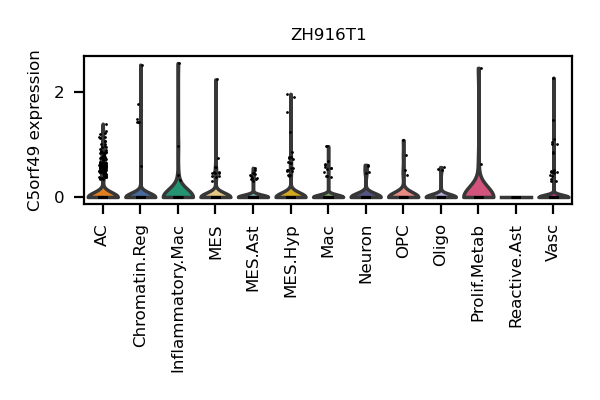 ZH916T1
C5orf49 expression
2
0
AC
Chromatin.Reg
Inflammatory.Mac
MES
MES.Ast
MES.Hyp
Mac
Neuron
OPC
Oligo
Prolif.Metab
Reactive.Ast
Vasc